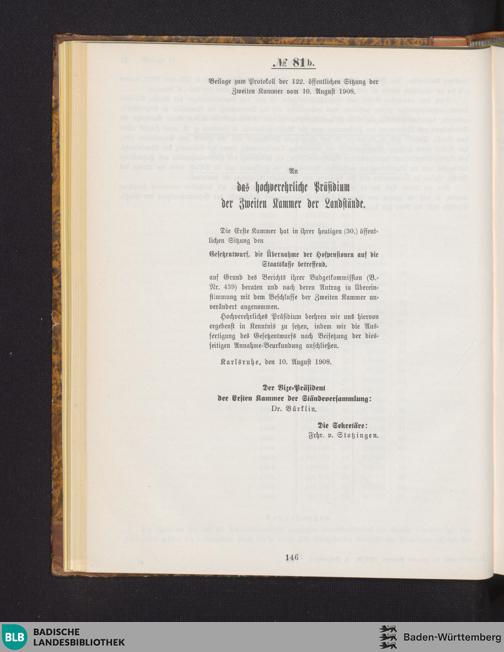 № 81b.
Beilage zum Protokoll der 122. öffentlichen Sitzung der
Zweiten Kammer vom 10. August 1908.
An
das hochverehrliche Präsidium
der Zweiten Kammer der Landstände.
Die Erste Kammer hat in ihrer heutigen (30.) öffent-
lichen Sitzung den
Gesetzentwurf, die Übernahme der Hofpensionen auf die
Staatskasse betreffend,
auf Grund des Berichts ihrer Budgetkommission (B.-
Nr. 439) beraten und nach deren Antrag in Überein-
stimmung mit dem Beschlusse der Zweiten Kammer un-
verändert angenommen.
Hochverehrliches Präsidium beehren wir uns hiervon
ergebenst in Kenntnis zu setzen, indem wir die Aus-
fertigung des Gesetzentwurfs nach Beisetzung der dies-
seitigen Annahme-Beurkundung anschließen.
Karlsruhe, den 10. August 1908.
Der Vize-Präsident
der Ersten Kammer der Ständeversammlung:
Dr. Bürklin.
Die Sekretäre:
Frhr. v. Stotzingen.
146
BLB BADISCHE
LANDESBIBLIOTHEK
Baden-Württemberg